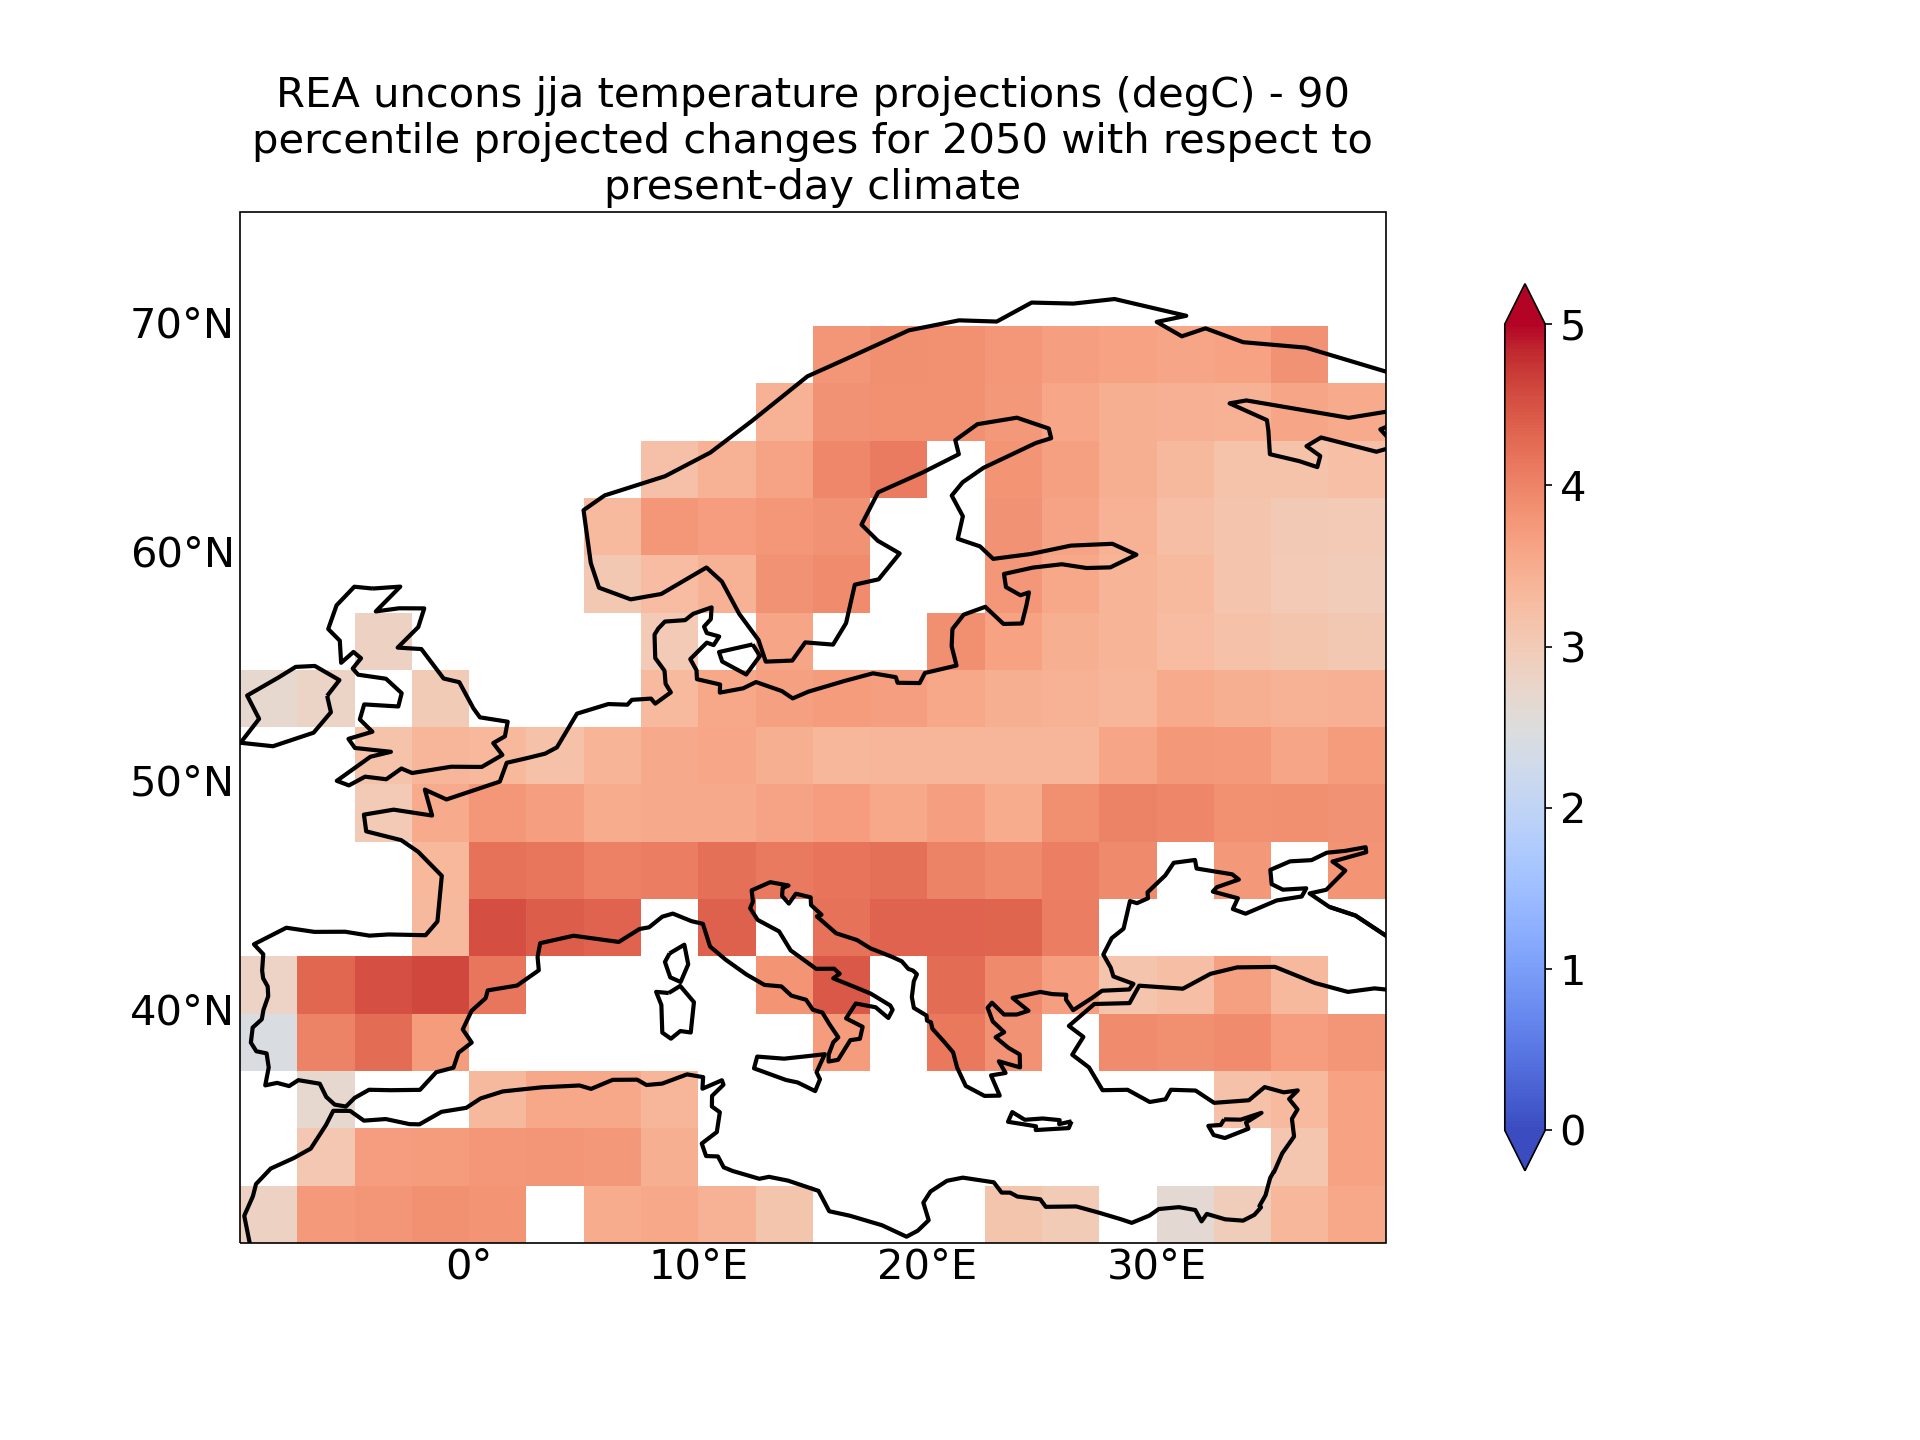 REA uncons jja temperature projections (degC) - 90
percentile projected changes for 2050 with respect to
present-day climate
70°N
60°N
50°N
40°N
0°
10°E
20°E
30°E
5
4
3
2
1
0